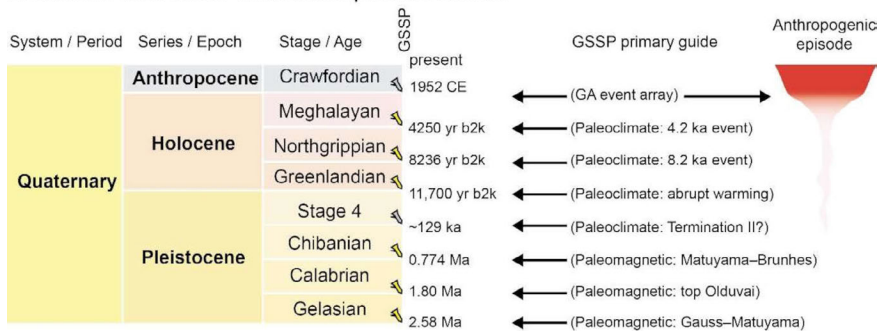 System / Period Series / Epoch Stage / Age GSSP GSSP primary guide Anthropogenic episode
present
Anthropocene Crawfordian
1952 CE (GA event array)
Meghalayan
4250 yr b2k (Paleoclimate: 4.2 ka event)
Holocene Northgrippian
8236 yr b2k (Paleoclimate: 8.2 ka event)
Quaternary Greenlandian
11,700 yr b2k (Paleoclimate: abrupt warming)
Stage 4
~129 ka (Paleoclimate: Termination II?)
Pleistocene Chibanian
0.774 Ma (Paleomagnetic: Matuyama–Brunhes)
Calabrian
1.80 Ma (Paleomagnetic: top Olduvai)
Gelasian
2.58 Ma (Paleomagnetic: Gauss–Matuyama)